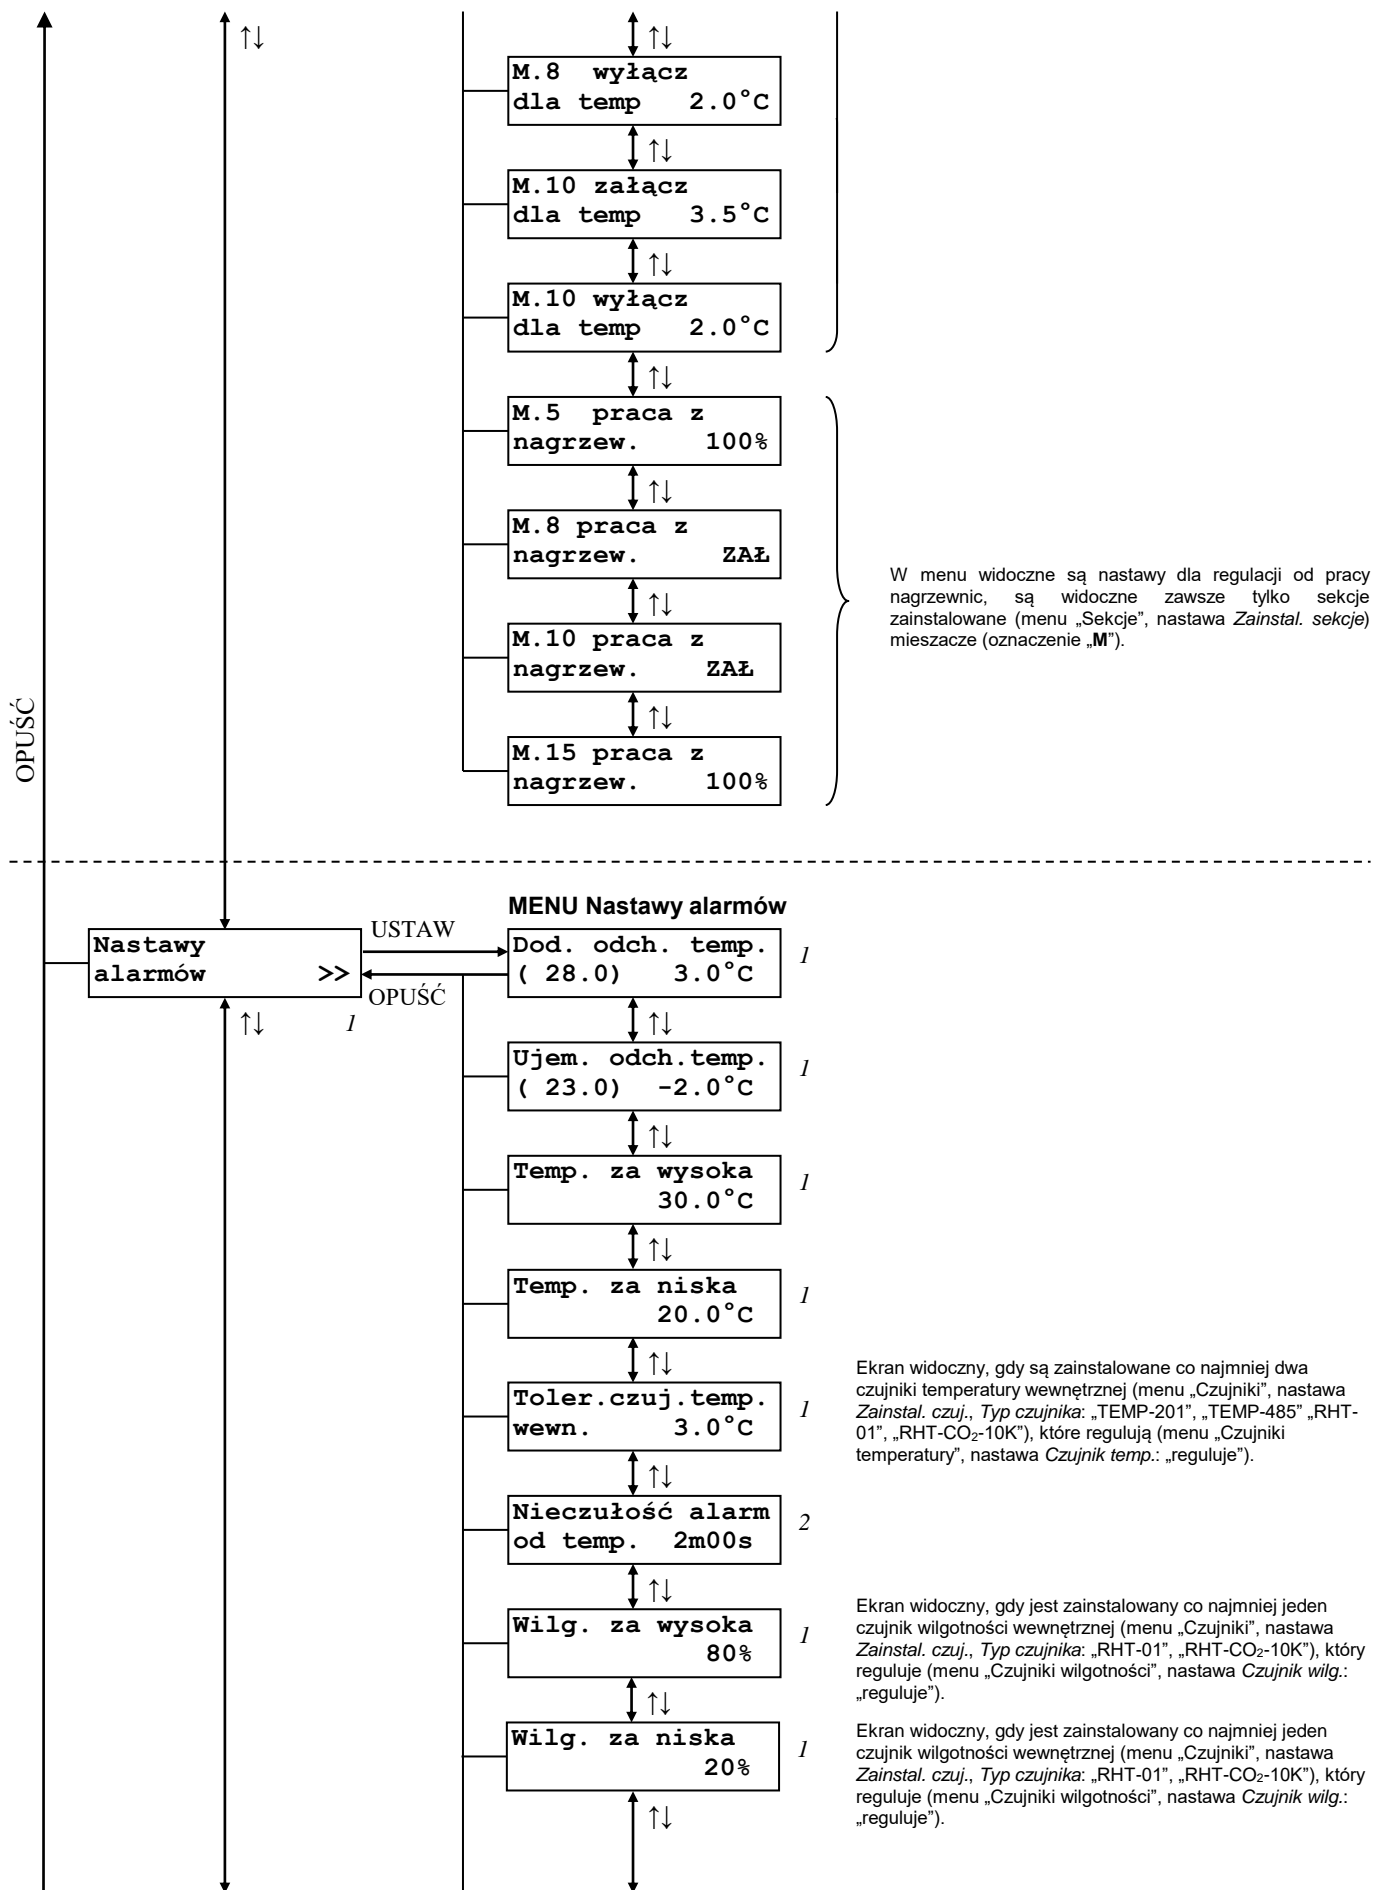 ↑↓
↑↓
M.8 wyłącz
dla temp 2.0°C
↑↓
M.10 załącz
dla temp 3.5°C
↑↓
M.10 wyłącz
dla temp 2.0°C
↑↓
M.5 praca z
nagrzew. 100%
↑↓
M.8 praca z
nagrzew. ZAŁ
↑↓
M.10 praca z
nagrzew. ZAŁ
↑↓
M.15 praca z
nagrzew. 100%
W menu widoczne są nastawy dla regulacji od pracy
nagrzewnic, są widoczne zawsze tylko sekcje
zainstalowane (menu „Sekcje”, nastawa Zainstal. sekcje)
mieszacze (oznaczenie „M”).
OPUŚĆ
MENU Nastawy alarmów
Nastawy
alarmów >>
USTAW
OPUŚĆ
↑↓ 1
Dod. odch. temp.
( 28.0) 3.0°C
1
↑↓
Ujem. odch.temp.
( 23.0) -2.0°C
1
↑↓
Temp. za wysoka
30.0°C
1
↑↓
Temp. za niska
20.0°C
1
↑↓
Toler.czuj.temp.
wewn. 3.0°C
1
Ekran widoczny, gdy są zainstalowane co najmniej dwa
czujniki temperatury wewnętrznej (menu „Czujniki”, nastawa
Zainstal. czuj., Typ czujnika: „TEMP-201”, „TEMP-485” „RHT-
01”, „RHT-CO₂-10K”), które regulują (menu „Czujniki
temperatury”, nastawa Czujnik temp.: „reguluje”).
↑↓
Nieczułość alarm
od temp. 2m00s
2
↑↓
Wilg. za wysoka
80%
1
Ekran widoczny, gdy jest zainstalowany co najmniej jeden
czujnik wilgotności wewnętrznej (menu „Czujniki”, nastawa
Zainstal. czuj., Typ czujnika: „RHT-01”, „RHT-CO₂-10K”), który
reguluje (menu „Czujniki wilgotności”, nastawa Czujnik wilg.:
„reguluje”).
↑↓
Wilg. za niska
20%
1
Ekran widoczny, gdy jest zainstalowany co najmniej jeden
czujnik wilgotności wewnętrznej (menu „Czujniki”, nastawa
Zainstal. czuj., Typ czujnika: „RHT-01”, „RHT-CO₂-10K”), który
reguluje (menu „Czujniki wilgotności”, nastawa Czujnik wilg.:
„reguluje”).
↑↓